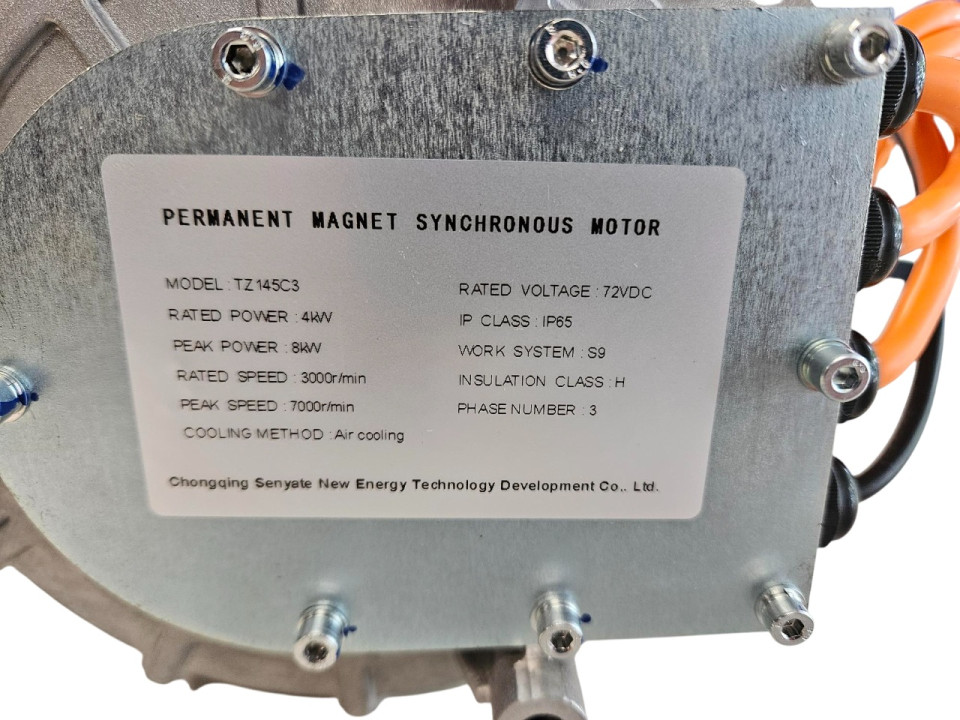 PERMANENT MAGNET SYNCHRONOUS MOTOR
MODEL : TZ145C3
RATED POWER : 4kW
PEAK POWER : 8kW
RATED SPEED : 3000r/min
PEAK SPEED : 7000r/min
COOLING METHOD : Air cooling
RATED VOLTAGE : 72VDC
IP CLASS : IP65
WORK SYSTEM : S9
INSULATION CLASS : H
PHASE NUMBER : 3
Chongqing Senyate New Energy Technology Development Co,. Ltd.